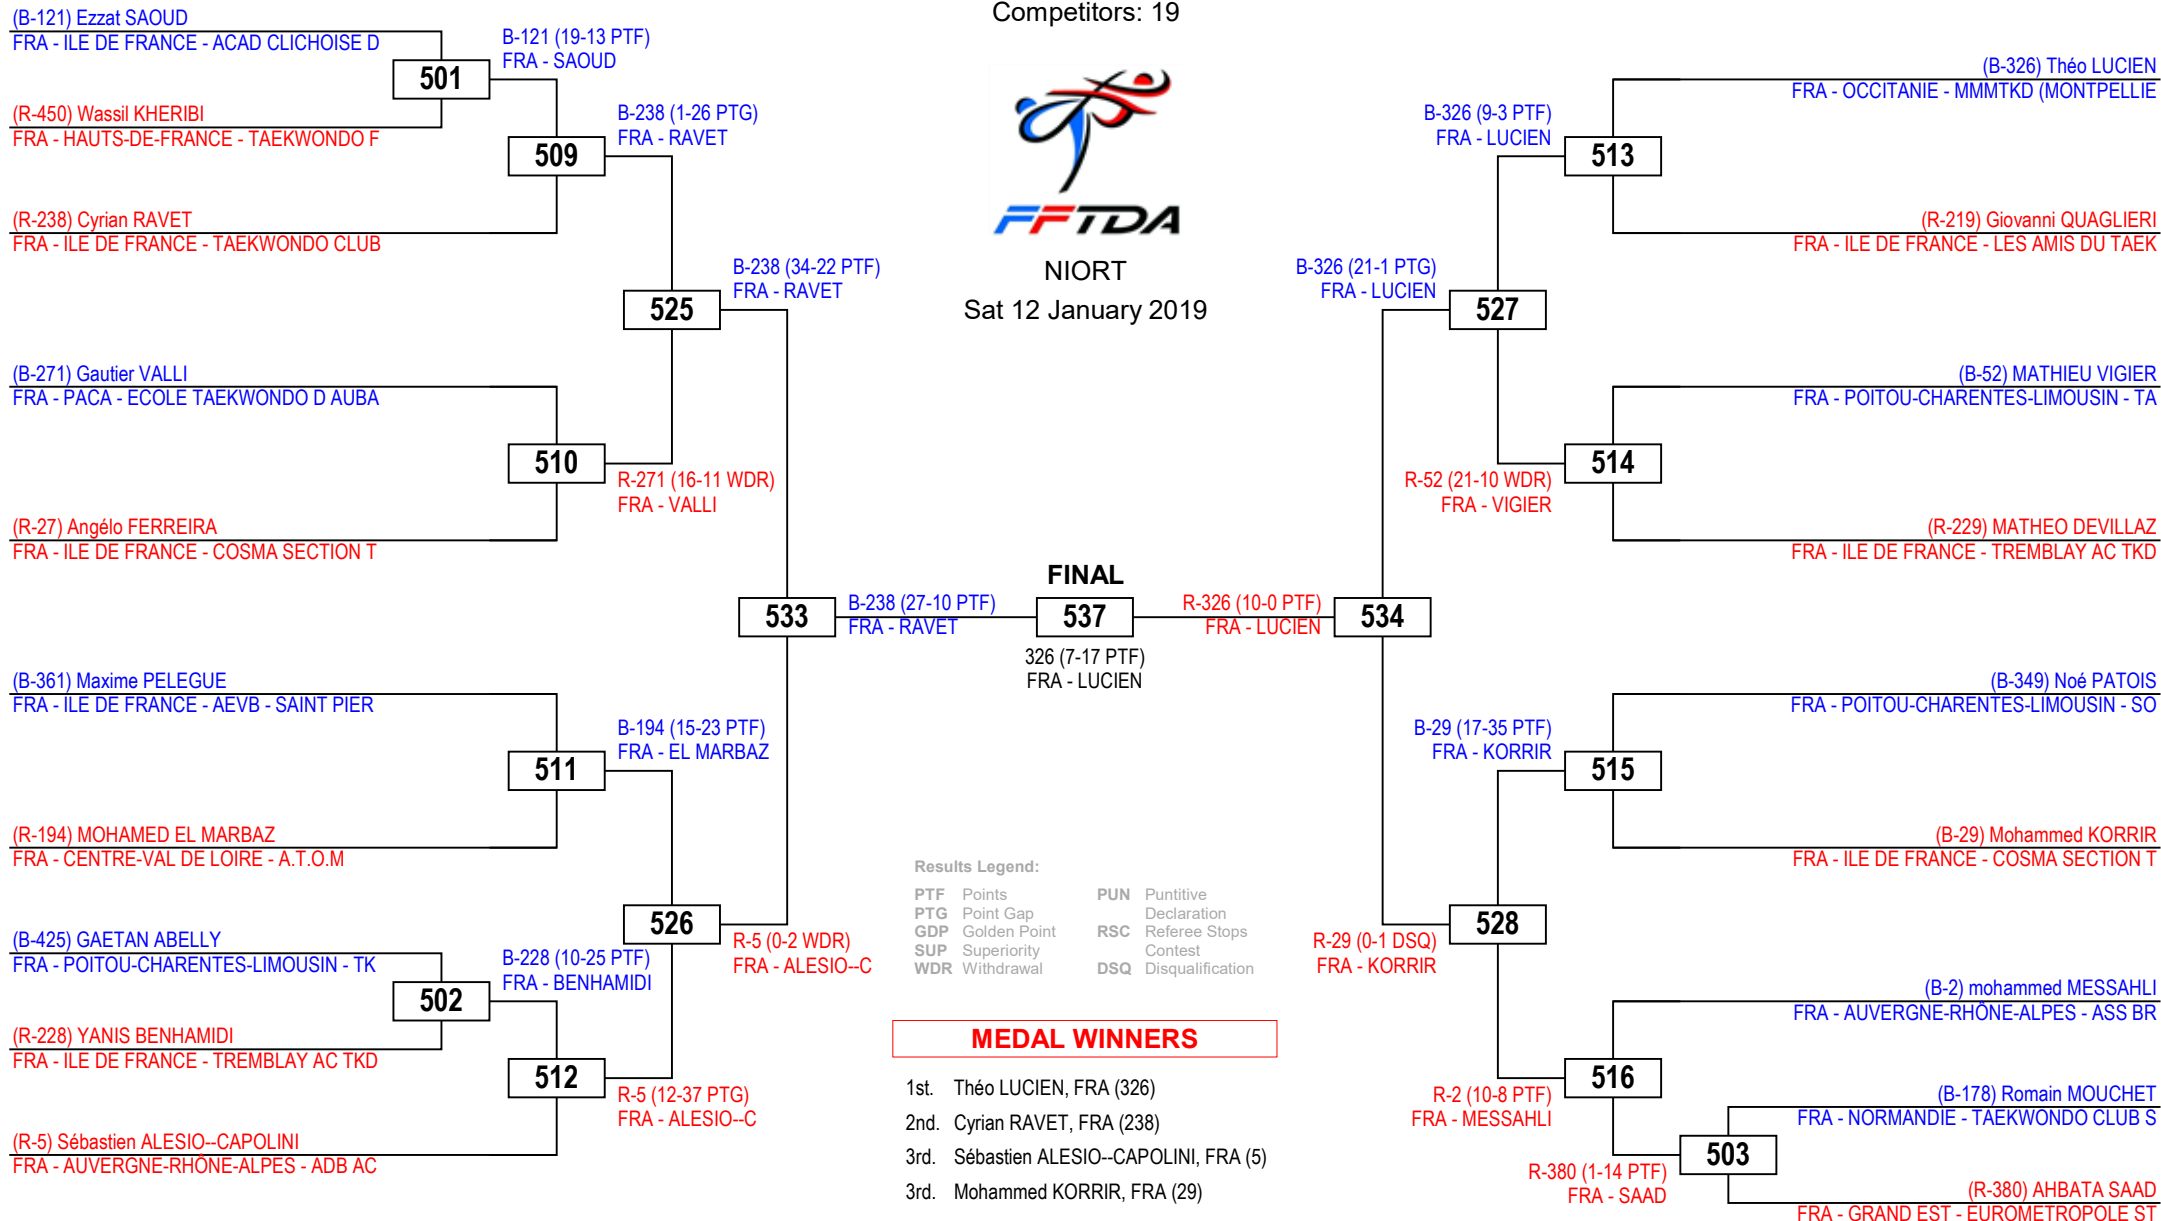 Competitors: 19
FFTDA
NIORT
Sat 12 January 2019
(B-121) Ezzat SAOUD
FRA - ILE DE FRANCE - ACAD CLICHOISE D
501
B-121 (19-13 PTF)
FRA - SAOUD
(R-450) Wassil KHERIBI
FRA - HAUTS-DE-FRANCE - TAEKWONDO F
509
B-238 (1-26 PTG)
FRA - RAVET
(R-238) Cyrian RAVET
FRA - ILE DE FRANCE - TAEKWONDO CLUB
525
B-238 (34-22 PTF)
FRA - RAVET
(B-271) Gautier VALLI
FRA - PACA - ECOLE TAEKWONDO D AUBA
510
R-271 (16-11 WDR)
FRA - VALLI
(R-27) Angélo FERREIRA
FRA - ILE DE FRANCE - COSMA SECTION T
533
B-238 (27-10 PTF)
FRA - RAVET
(B-361) Maxime PELEGUE
FRA - ILE DE FRANCE - AEVB - SAINT PIER
511
B-194 (15-23 PTF)
FRA - EL MARBAZ
(R-194) MOHAMED EL MARBAZ
FRA - CENTRE-VAL DE LOIRE - A.T.O.M
526
R-5 (0-2 WDR)
FRA - ALESIO--C
(B-425) GAETAN ABELLY
FRA - POITOU-CHARENTES-LIMOUSIN - TK
502
B-228 (10-25 PTF)
FRA - BENHAMIDI
(R-228) YANIS BENHAMIDI
FRA - ILE DE FRANCE - TREMBLAY AC TKD
512
R-5 (12-37 PTG)
FRA - ALESIO--C
(R-5) Sébastien ALESIO--CAPOLINI
FRA - AUVERGNE-RHÔNE-ALPES - ADB AC
FINAL
537
326 (7-17 PTF)
FRA - LUCIEN
R-326 (10-0 PTF)
FRA - LUCIEN
534
(B-326) Théo LUCIEN
FRA - OCCITANIE - MMMTKD (MONTPELLIE
B-326 (9-3 PTF)
FRA - LUCIEN
513
(R-219) Giovanni QUAGLIERI
FRA - ILE DE FRANCE - LES AMIS DU TAEK
B-326 (21-1 PTG)
FRA - LUCIEN
527
(B-52) MATHIEU VIGIER
FRA - POITOU-CHARENTES-LIMOUSIN - TA
514
R-52 (21-10 WDR)
FRA - VIGIER
(R-229) MATHEO DEVILLAZ
FRA - ILE DE FRANCE - TREMBLAY AC TKD
(B-349) Noé PATOIS
FRA - POITOU-CHARENTES-LIMOUSIN - SO
B-29 (17-35 PTF)
FRA - KORRIR
515
(B-29) Mohammed KORRIR
FRA - ILE DE FRANCE - COSMA SECTION T
528
R-29 (0-1 DSQ)
FRA - KORRIR
(B-2) mohammed MESSAHLI
FRA - AUVERGNE-RHÔNE-ALPES - ASS BR
516
R-2 (10-8 PTF)
FRA - MESSAHLI
(B-178) Romain MOUCHET
FRA - NORMANDIE - TAEKWONDO CLUB S
503
R-380 (1-14 PTF)
FRA - SAAD
(R-380) AHBATA SAAD
FRA - GRAND EST - EUROMETROPOLE ST
Results Legend:
PTF Points PUN Puntitive
PTG Point Gap Declaration
GDP Golden Point RSC Referee Stops
SUP Superiority Contest
WDR Withdrawal DSQ Disqualification
MEDAL WINNERS
1st. Théo LUCIEN, FRA (326)
2nd. Cyrian RAVET, FRA (238)
3rd. Sébastien ALESIO--CAPOLINI, FRA (5)
3rd. Mohammed KORRIR, FRA (29)